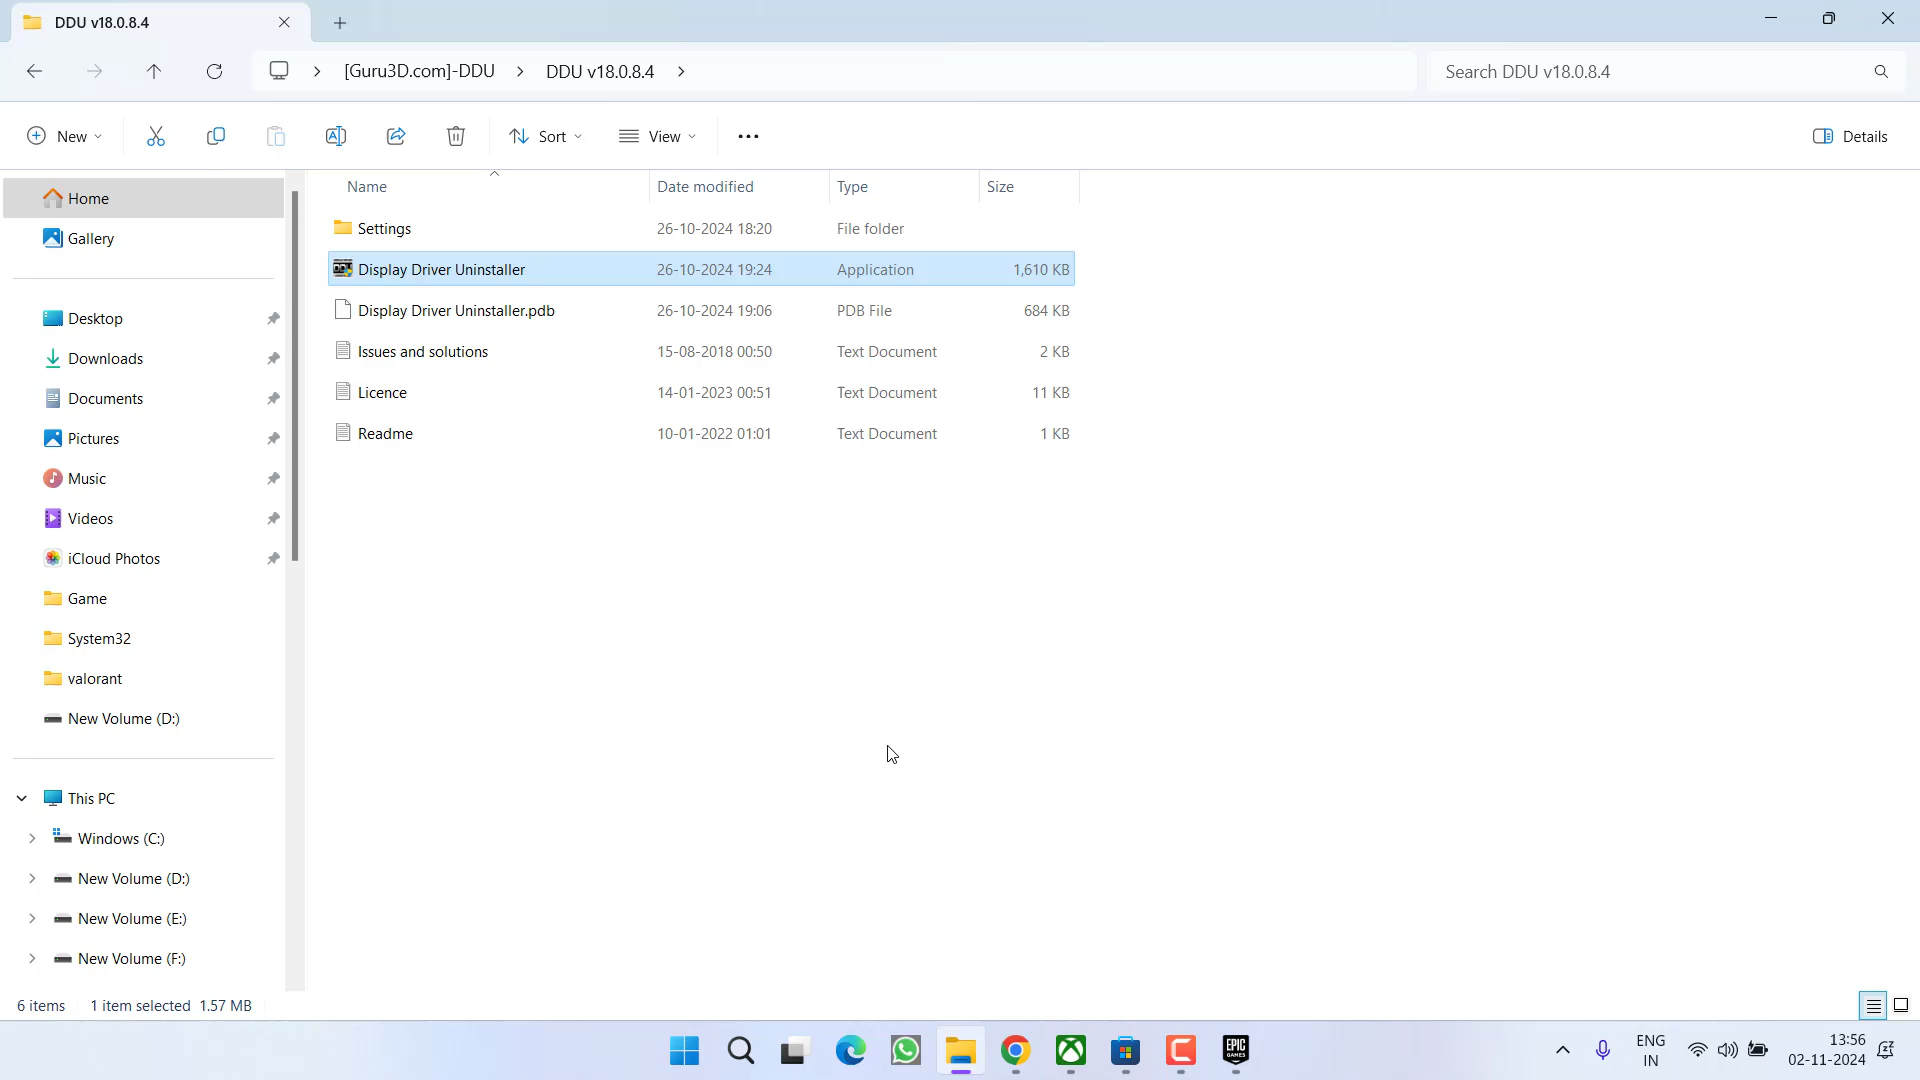 DDU v18.0.8.4
[Guru3D.com]-DDU DDU v18.0.8.4 Search DDU v18.0.8.4
New Sort View Details
Name Date modified Type Size
Settings 26-10-2024 18:20 File folder
Display Driver Uninstaller 26-10-2024 19:24 Application 1,610 KB
Display Driver Uninstaller.pdb 26-10-2024 19:06 PDB File 684 KB
Issues and solutions 15-08-2018 00:50 Text Document 2 KB
Licence 14-01-2023 00:51 Text Document 11 KB
Readme 10-01-2022 01:01 Text Document 1 KB
Home
Gallery
Desktop
Downloads
Documents
Pictures
Music
Videos
iCloud Photos
Game
System32
valorant
New Volume (D:)
This PC
Windows (C:)
New Volume (D:)
New Volume (E:)
New Volume (F:)
6 items 1 item selected 1.57 MB
EPIC
GAMES
ENG
IN
13:56
02-11-2024